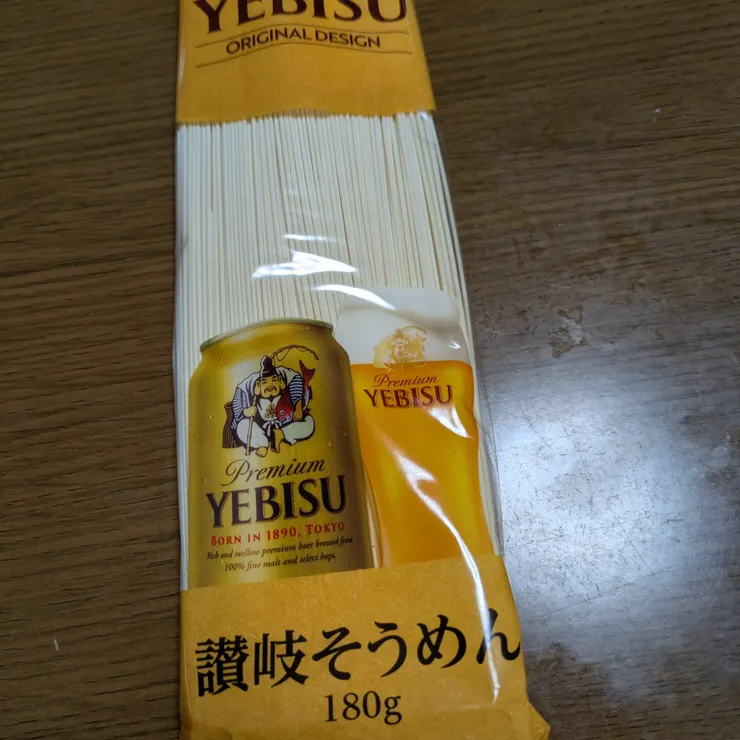 YEBISU
ORIGINAL DESIGN
Premium
YEBISU
Premium
YEBISU
BORN IN 1890, TOKYO
Rich and mellow premium beer brewed from
100% fine malt and select hops.
讃岐そうめん
180g